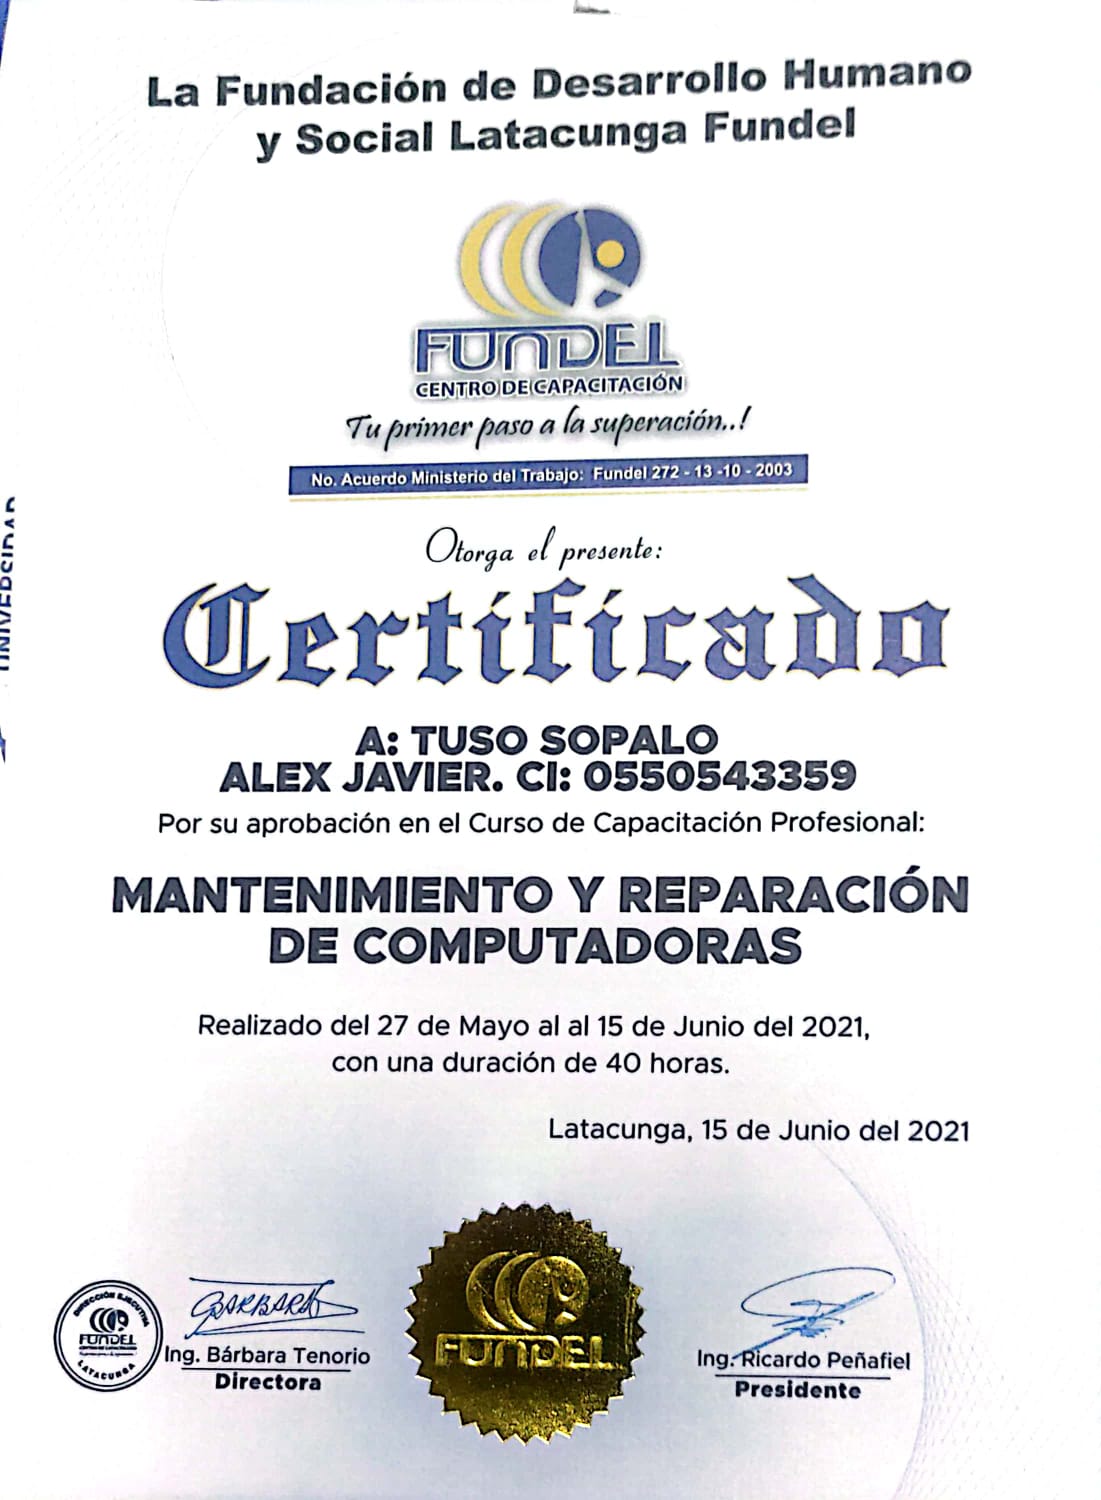 La Fundación de Desarrollo Humano
y Social Latacunga Fundel
FUNDEL
CENTRO DE CAPACITACIÓN
Tu primer paso a la superación..!
No. Acuerdo Ministerio del Trabajo: Fundel 272 - 13 -10 - 2003
Otorga el presente:
Certificado
A: TUSO SOPALO
ALEX JAVIER. CI: 0550543359
Por su aprobación en el Curso de Capacitación Profesional:
MANTENIMIENTO Y REPARACIÓN
DE COMPUTADORAS
Realizado del 27 de Mayo al al 15 de Junio del 2021,
con una duración de 40 horas.
Latacunga, 15 de Junio del 2021
DIRECCIÓN EJECUTIVA
FUNDEL
LATACUNGA
BARBARA
Ing. Bárbara Tenorio
Directora
FUNDEL
Ing. Ricardo Peñafiel
Presidente
UNIVERSIDAD